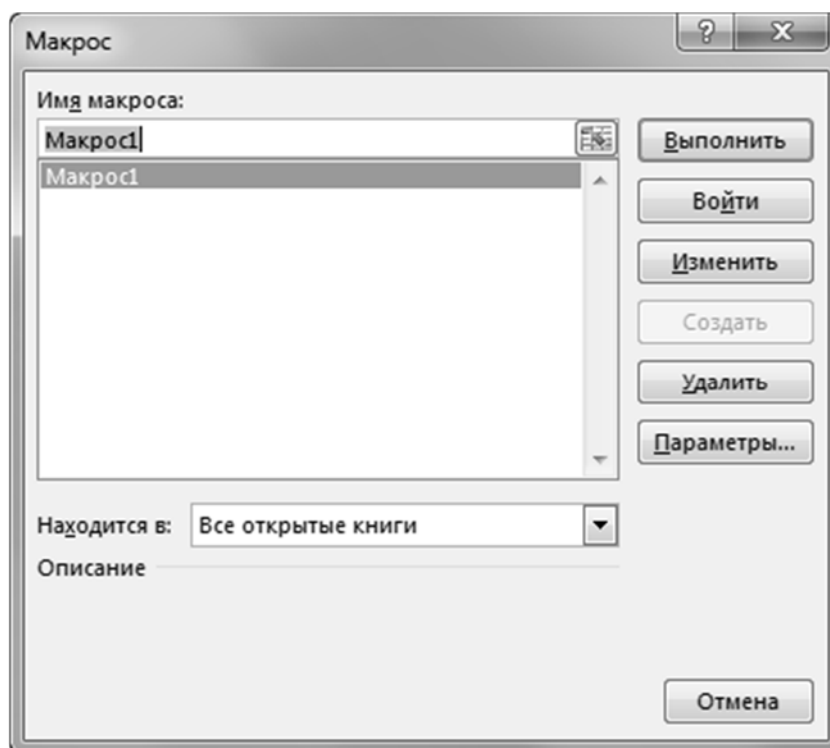 Макрос
Имя макроса:
Макрос1
Макрос1
Выполнить
Войти
Изменить
Создать
Удалить
Параметры...
Находится в: Все открытые книги
Описание
Отмена